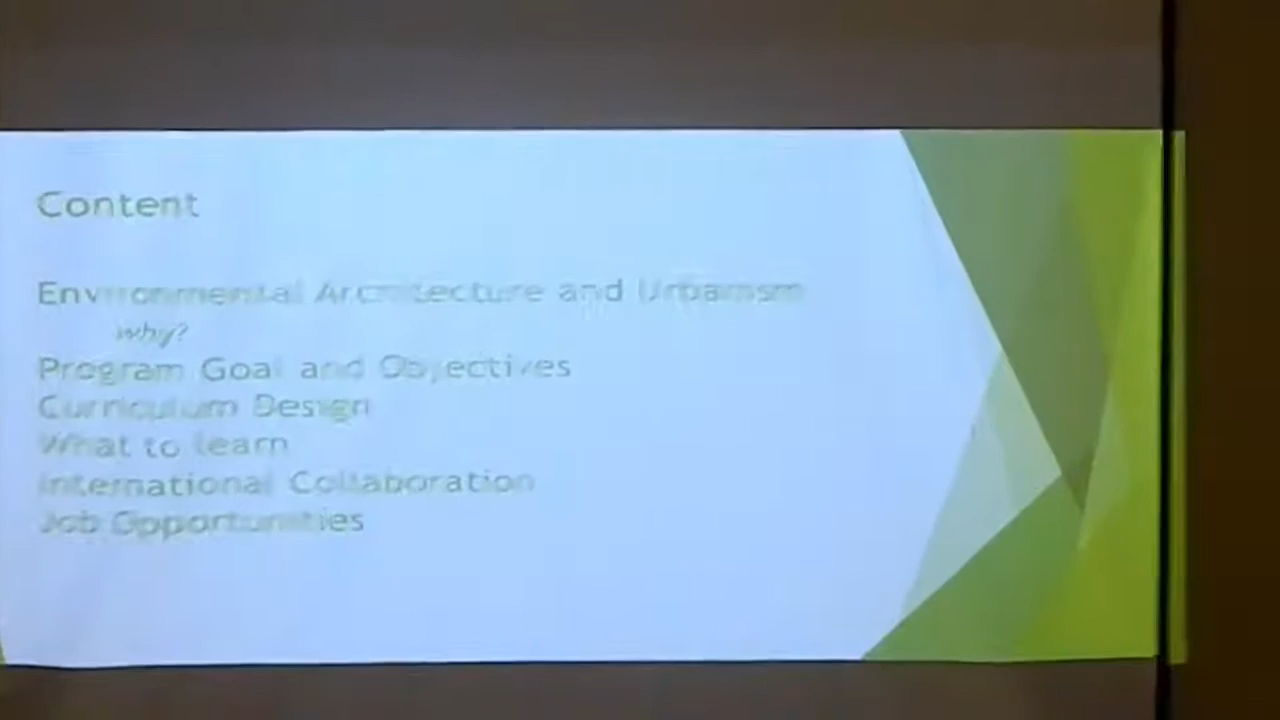 Content
Environmental Architecture and Urbanism
why?
Program Goal and Objectives
Curriculum Design
What to learn
International Collaboration
Job Opportunities